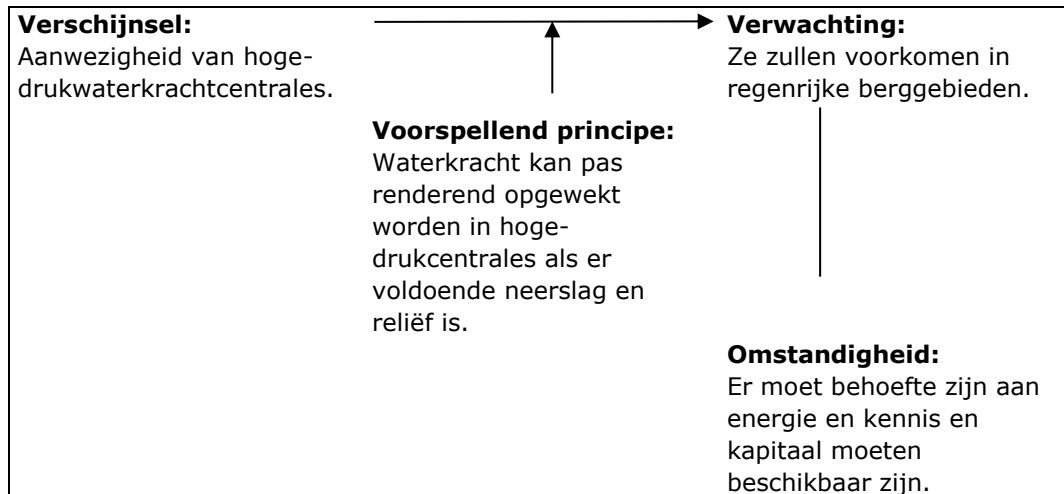 Verschijnsel:
Aanwezigheid van hoge-
drukwaterkrachtcentrales.
Verwachting:
Ze zullen voorkomen in
regenrijke berggebieden.
Voorspellend principe:
Waterkracht kan pas
renderend opgewekt
worden in hoge-
drukcentrales als er
voldoende neerslag en
reliëf is.
Omstandigheid:
Er moet behoefte zijn aan
energie en kennis en
kapitaal moeten
beschikbaar zijn.